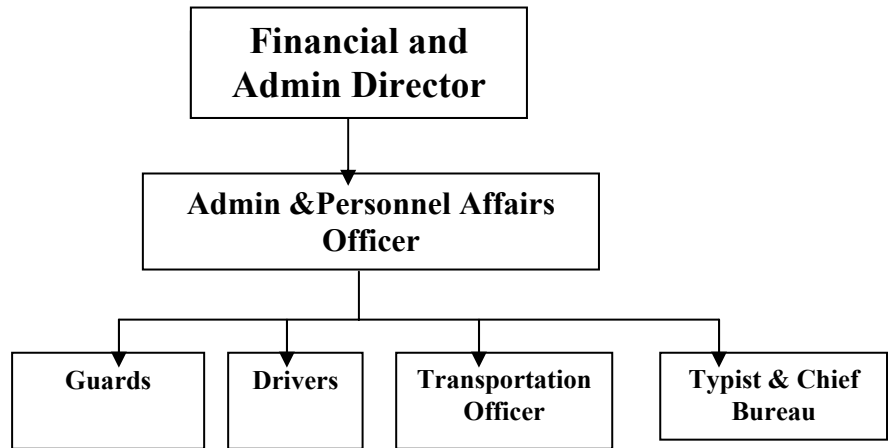 Financial and
Admin Director
Admin &Personnel Affairs
Officer
Guards
Drivers
Transportation
Officer
Typist & Chief
Bureau